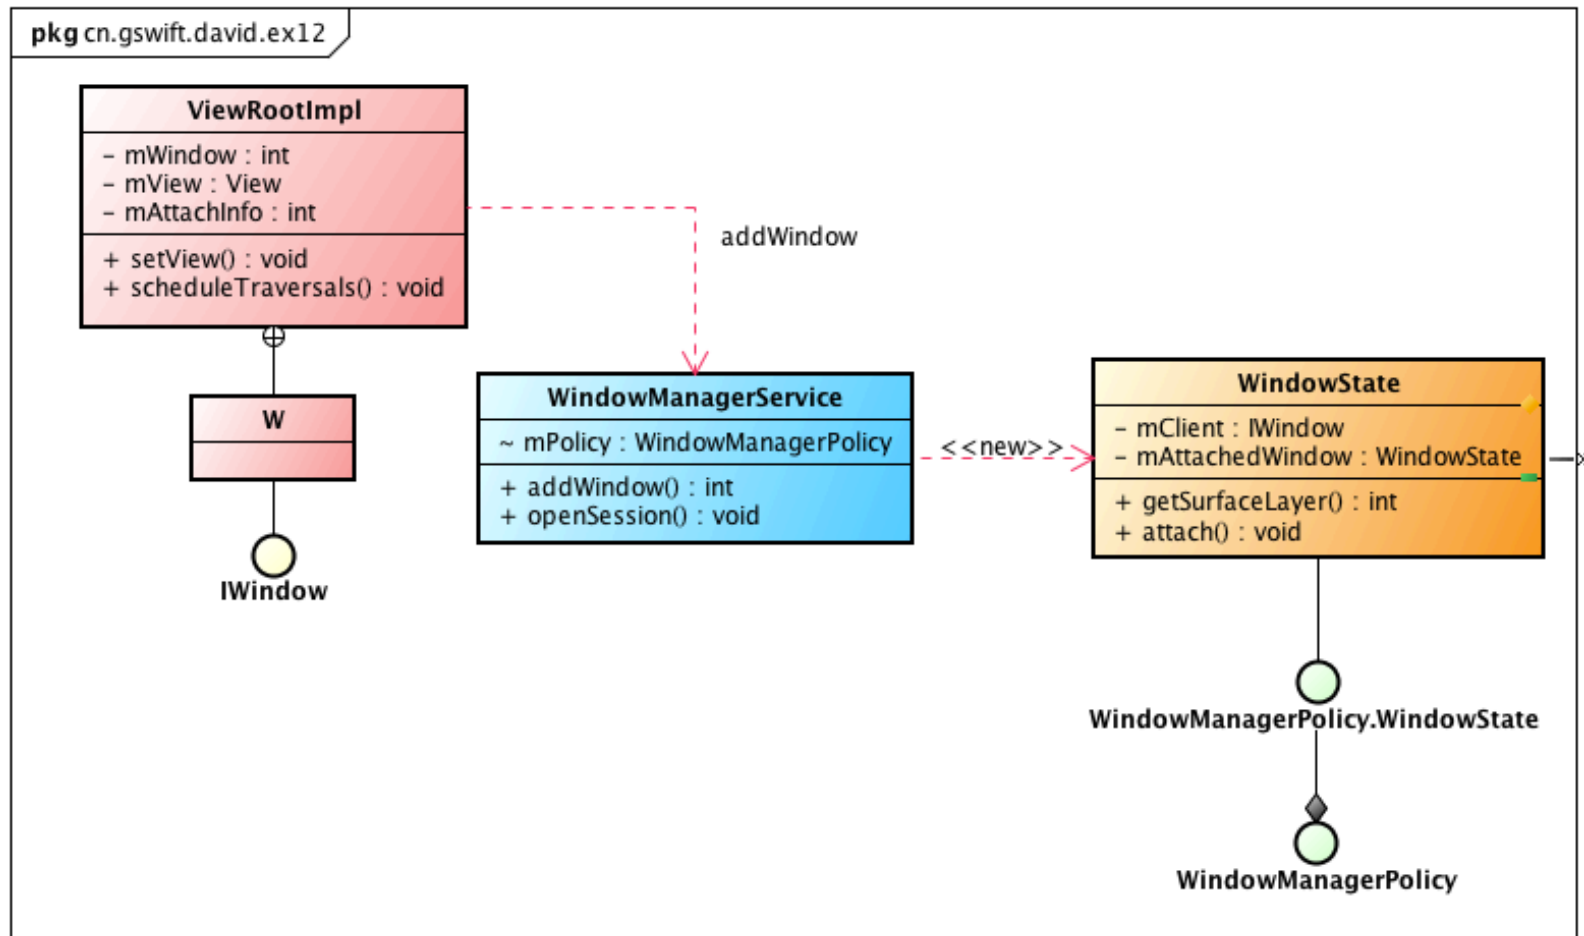 pkg cn.gswift.david.ex12
ViewRootImpl
- mWindow : int
- mView : View
- mAttachInfo : int
+ setView() : void
+ scheduleTraversals() : void
addWindow
W
IWindow
WindowManagerService
~ mPolicy : WindowManagerPolicy
+ addWindow() : int
+ openSession() : void
<<new>>
WindowState
- mClient : IWindow
- mAttachedWindow : WindowState
+ getSurfaceLayer() : int
+ attach() : void
WindowManagerPolicy.WindowState
WindowManagerPolicy